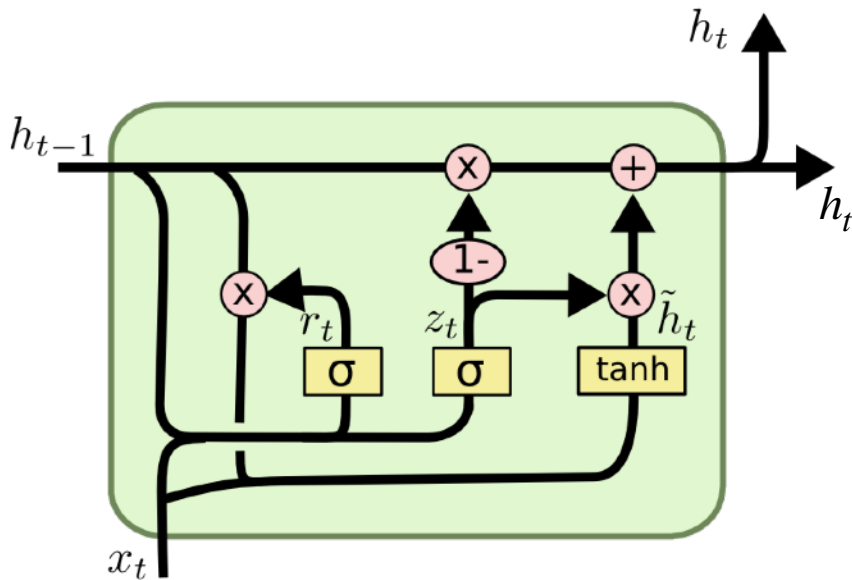 h_t
h_{t−1}
x +
h_t
1-
x r_t z_t x h̃_t
σ σ tanh
x_t